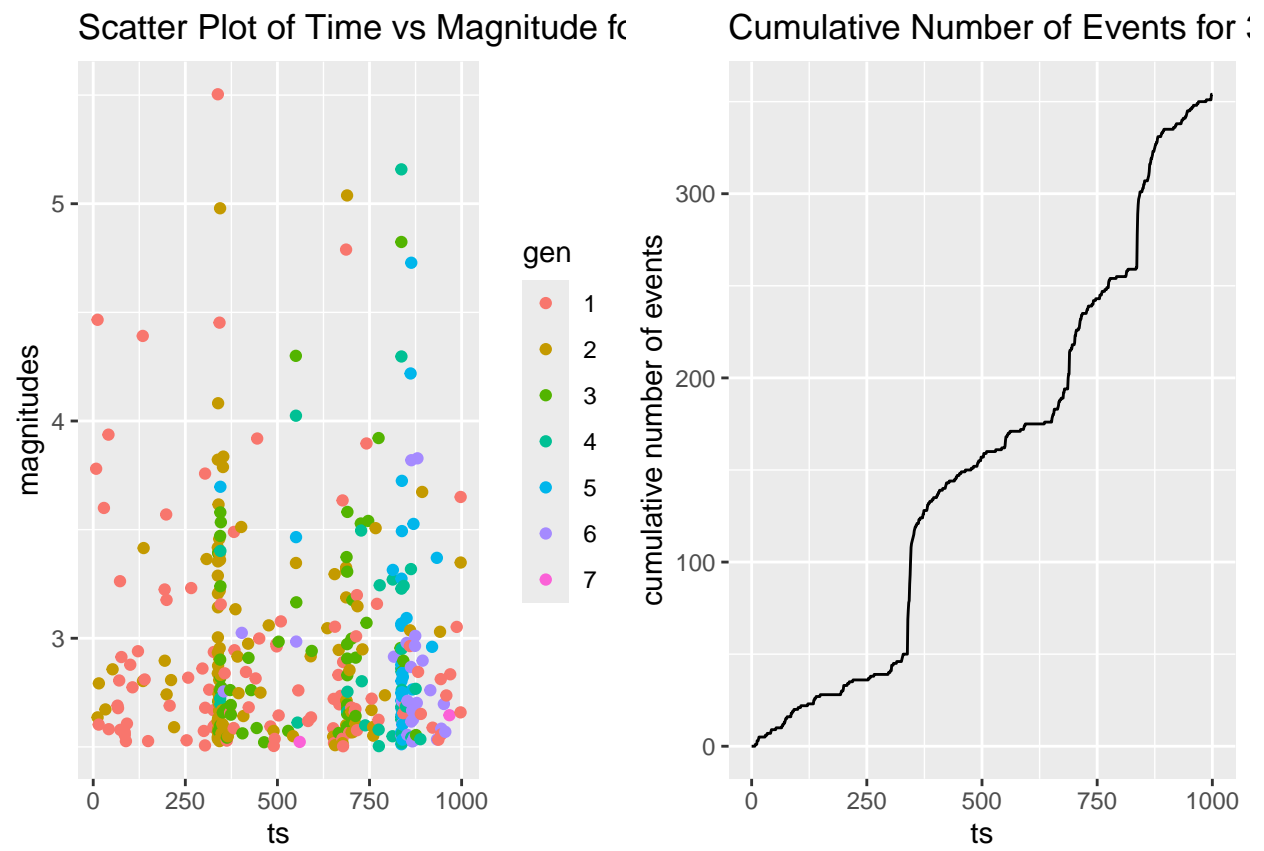 Scatter Plot of Time vs Magnitude fo
5
4
3
magnitudes
0 250 500 750 1000
ts
gen
1
2
3
4
5
6
7
Cumulative Number of Events for
300
200
100
0
cumulative number of events
0 250 500 750 1000
ts